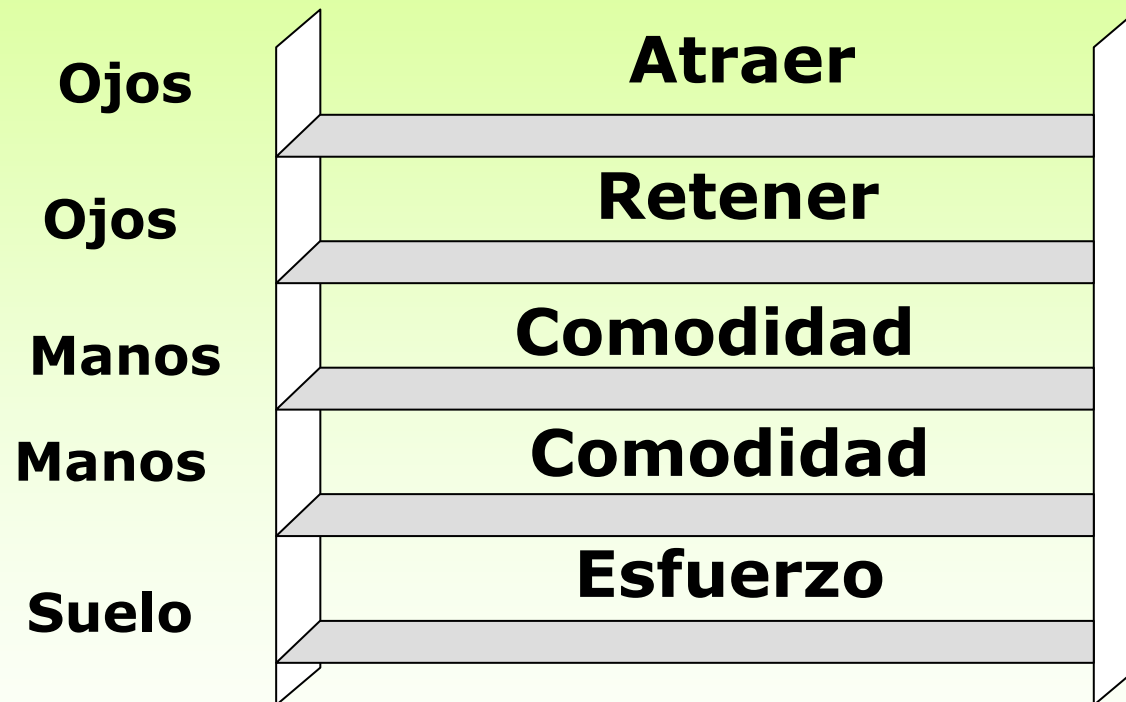 Ojos Atraer
Ojos Retener
Manos Comodidad
Manos Comodidad
Suelo Esfuerzo